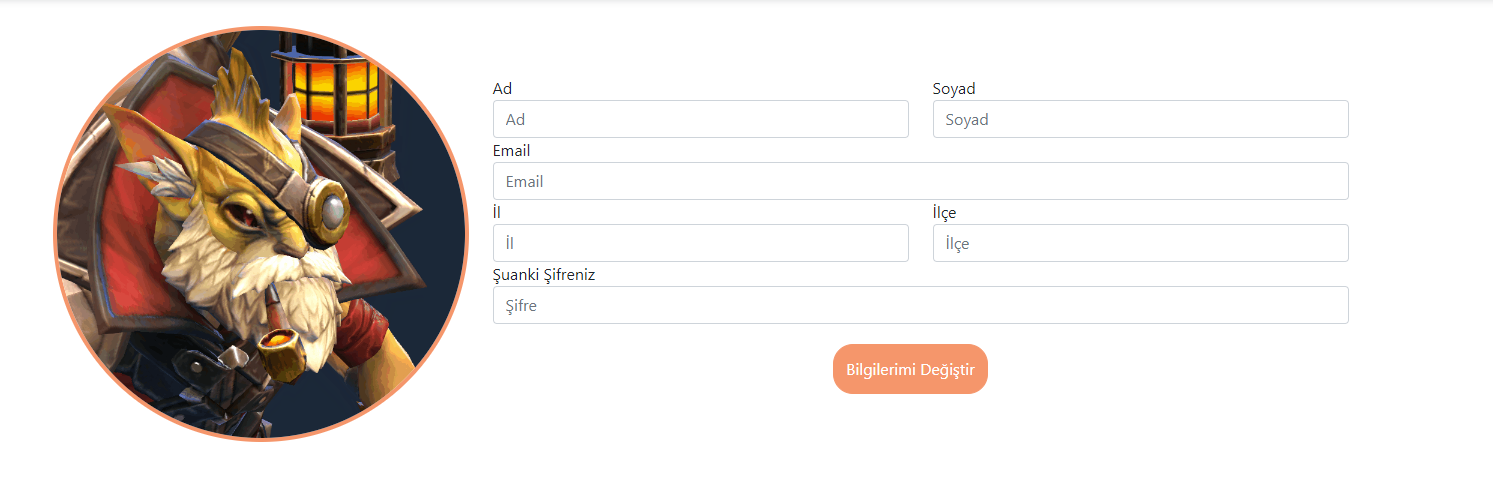 Ad Soyad
Ad Soyad
Email
Email
İl İlçe
İl İlçe
Şuanki Şifreniz
Şifre
Bilgilerimi Değiştir